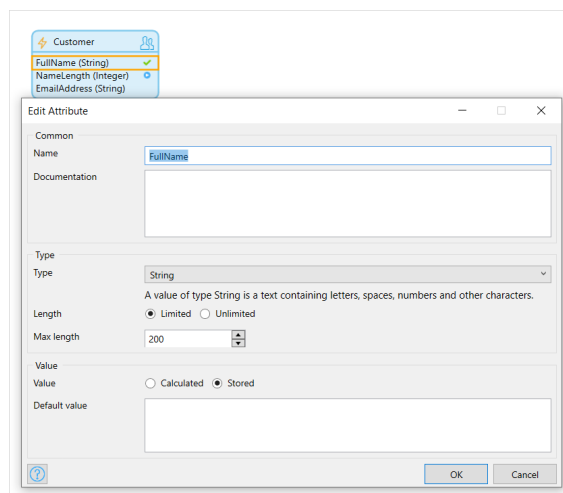 Customer
FullName (String)
NameLength (Integer)
EmailAddress (String)
Edit Attribute
Common
Name
FullName
Documentation
Type
Type
String
A value of type String is a text containing letters, spaces, numbers and other characters.
Length
Limited
Unlimited
Max length
200
Value
Value
Calculated
Stored
Default value
?
OK
Cancel